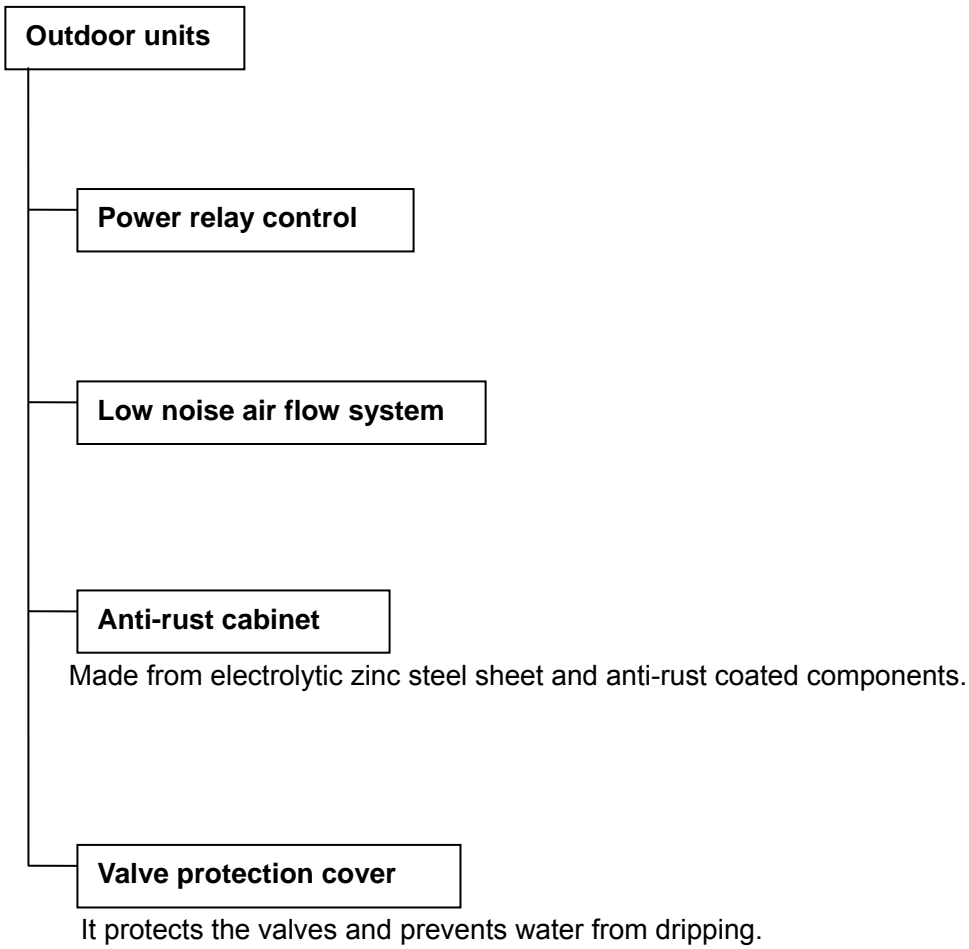 Outdoor units
Power relay control
Low noise air flow system
Anti-rust cabinet
Made from electrolytic zinc steel sheet and anti-rust coated components.
Valve protection cover
It protects the valves and prevents water from dripping.